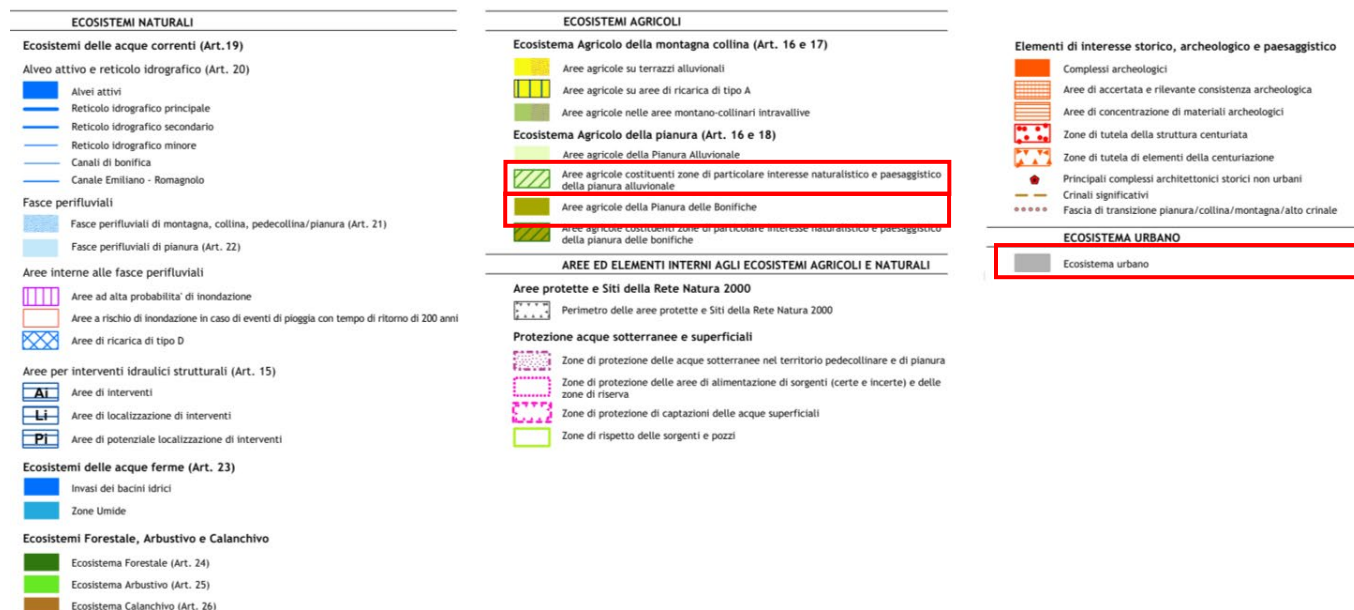 ECOSISTEMI NATURALI
Ecosistemi delle acque correnti (Art.19)
Alveo attivo e reticolo idrografico (Art. 20)
Alvei attivi
Reticolo idrografico principale
Reticolo idrografico secondario
Reticolo idrografico minore
Canali di bonifica
Canale Emiliano - Romagnolo
Fasce perifluviali
Fasce perifluviali di montagna, collina, pedecollina/pianura (Art. 21)
Fasce perifluviali di pianura (Art. 22)
Aree interne alle fasce perifluviali
Aree ad alta probabilita' di inondazione
Aree a rischio di inondazione in caso di eventi di pioggia con tempo di ritorno di 200 anni
Aree di ricarica di tipo D
Aree per interventi idraulici strutturali (Art. 15)
Ai Aree di interventi
Li Aree di localizzazione di interventi
Pi Aree di potenziale localizzazione di interventi
Ecosistemi delle acque ferme (Art. 23)
Invasi dei bacini idrici
Zone Umide
Ecosistemi Forestale, Arbustivo e Calanchivo
Ecosistema Forestale (Art. 24)
Ecosistema Arbustivo (Art. 25)
Ecosistema Calanchivo (Art. 26)
ECOSISTEMI AGRICOLI
Ecosistema Agricolo della montagna collina (Art. 16 e 17)
Aree agricole su terrazzi alluvionali
Aree agricole su aree di ricarica di tipo A
Aree agricole nelle aree montano-collinari intravallive
Ecosistema Agricolo della pianura (Art. 16 e 18)
Aree agricole della Pianura Alluvionale
Aree agricole costituenti zone di particolare interesse naturalistico e paesaggistico
della pianura alluvionale
Aree agricole della Pianura delle Bonifiche
Aree agricole costituenti zone di particolare interesse naturalistico e paesaggistico
della pianura delle bonifiche
AREE ED ELEMENTI INTERNI AGLI ECOSISTEMI AGRICOLI E NATURALI
Aree protette e Siti della Rete Natura 2000
Perimetro delle aree protette e Siti della Rete Natura 2000
Protezione acque sotterranee e superficiali
Zone di protezione delle acque sotterranee nel territorio pedecollinare e di pianura
Zone di protezione delle aree di alimentazione di sorgenti (certe e incerte) e delle
zone di riserva
Zone di protezione di captazioni delle acque superficiali
Zone di rispetto delle sorgenti e pozzi
Elementi di interesse storico, archeologico e paesaggistico
Complessi archeologici
Aree di accertata e rilevante consistenza archeologica
Aree di concentrazione di materiali archeologici
Zone di tutela della struttura centuriata
Zone di tutela di elementi della centuriazione
Principali complessi architettonici storici non urbani
Crinali significativi
Fascia di transizione pianura/collina/montagna/alto crinale
ECOSISTEMA URBANO
Ecosistema urbano